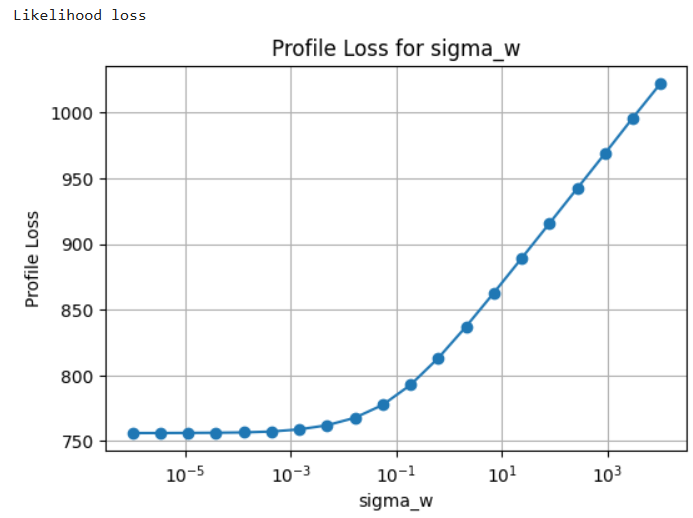 Likelihood loss
Profile Loss for sigma_w
Profile Loss
1000
950
900
850
800
750
10⁻⁵
10⁻³
10⁻¹
10¹
10³
sigma_w